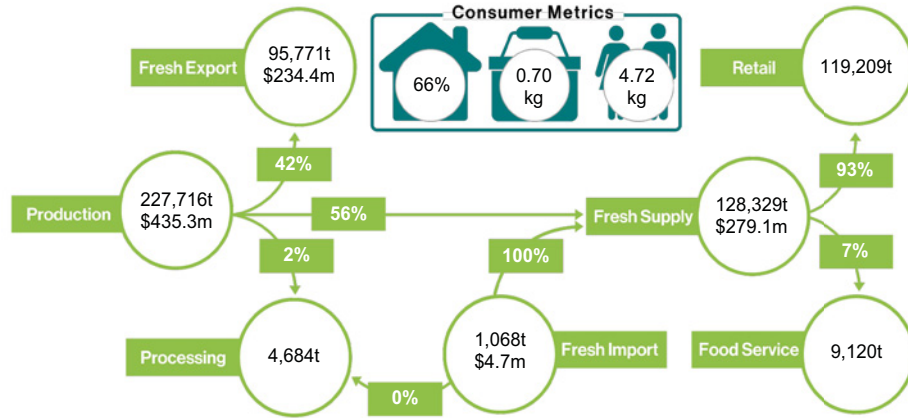 Consumer Metrics
Fresh Export
95,771t
$234.4m
66%
0.70
kg
4.72
kg
Retail
119,209t
42%
93%
Production
227,716t
$435.3m
56%
Fresh Supply
128,329t
$279.1m
2%
100%
7%
Processing
4,684t
1,068t
$4.7m
Fresh Import
Food Service
9,120t
0%